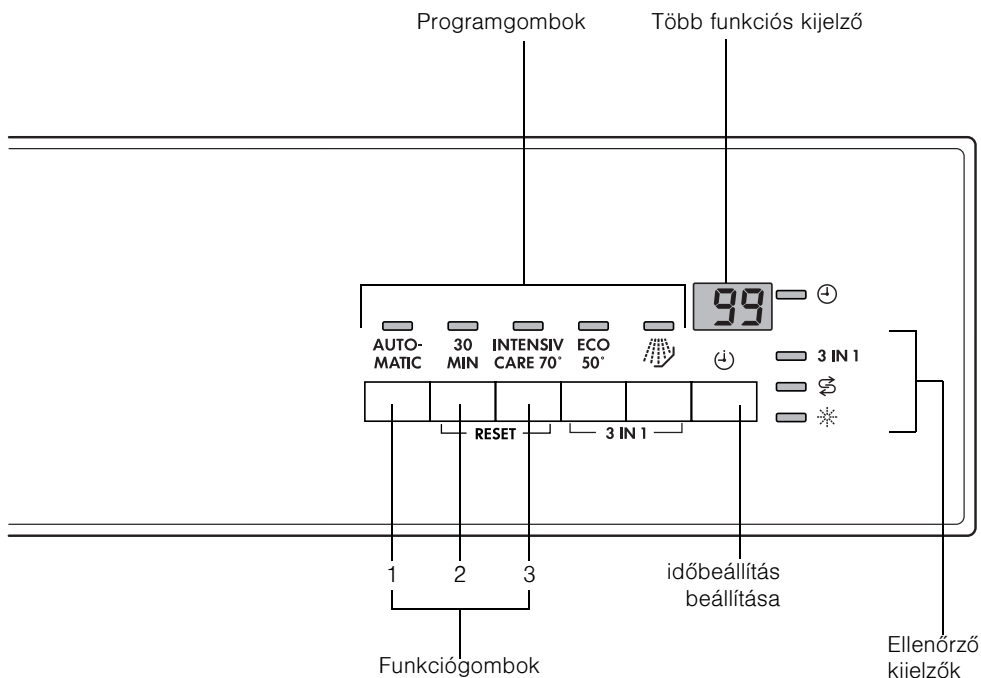 Programgombok
Több funkciós kijelző
99
AUTO-
MATIC
30
MIN
INTENSIV
CARE 70°
ECO
50°
3 IN 1
RESET
3 IN 1
1
2
3
időbeállítás
beállítása
Funkciógombok
Ellenőrző
kijelzők